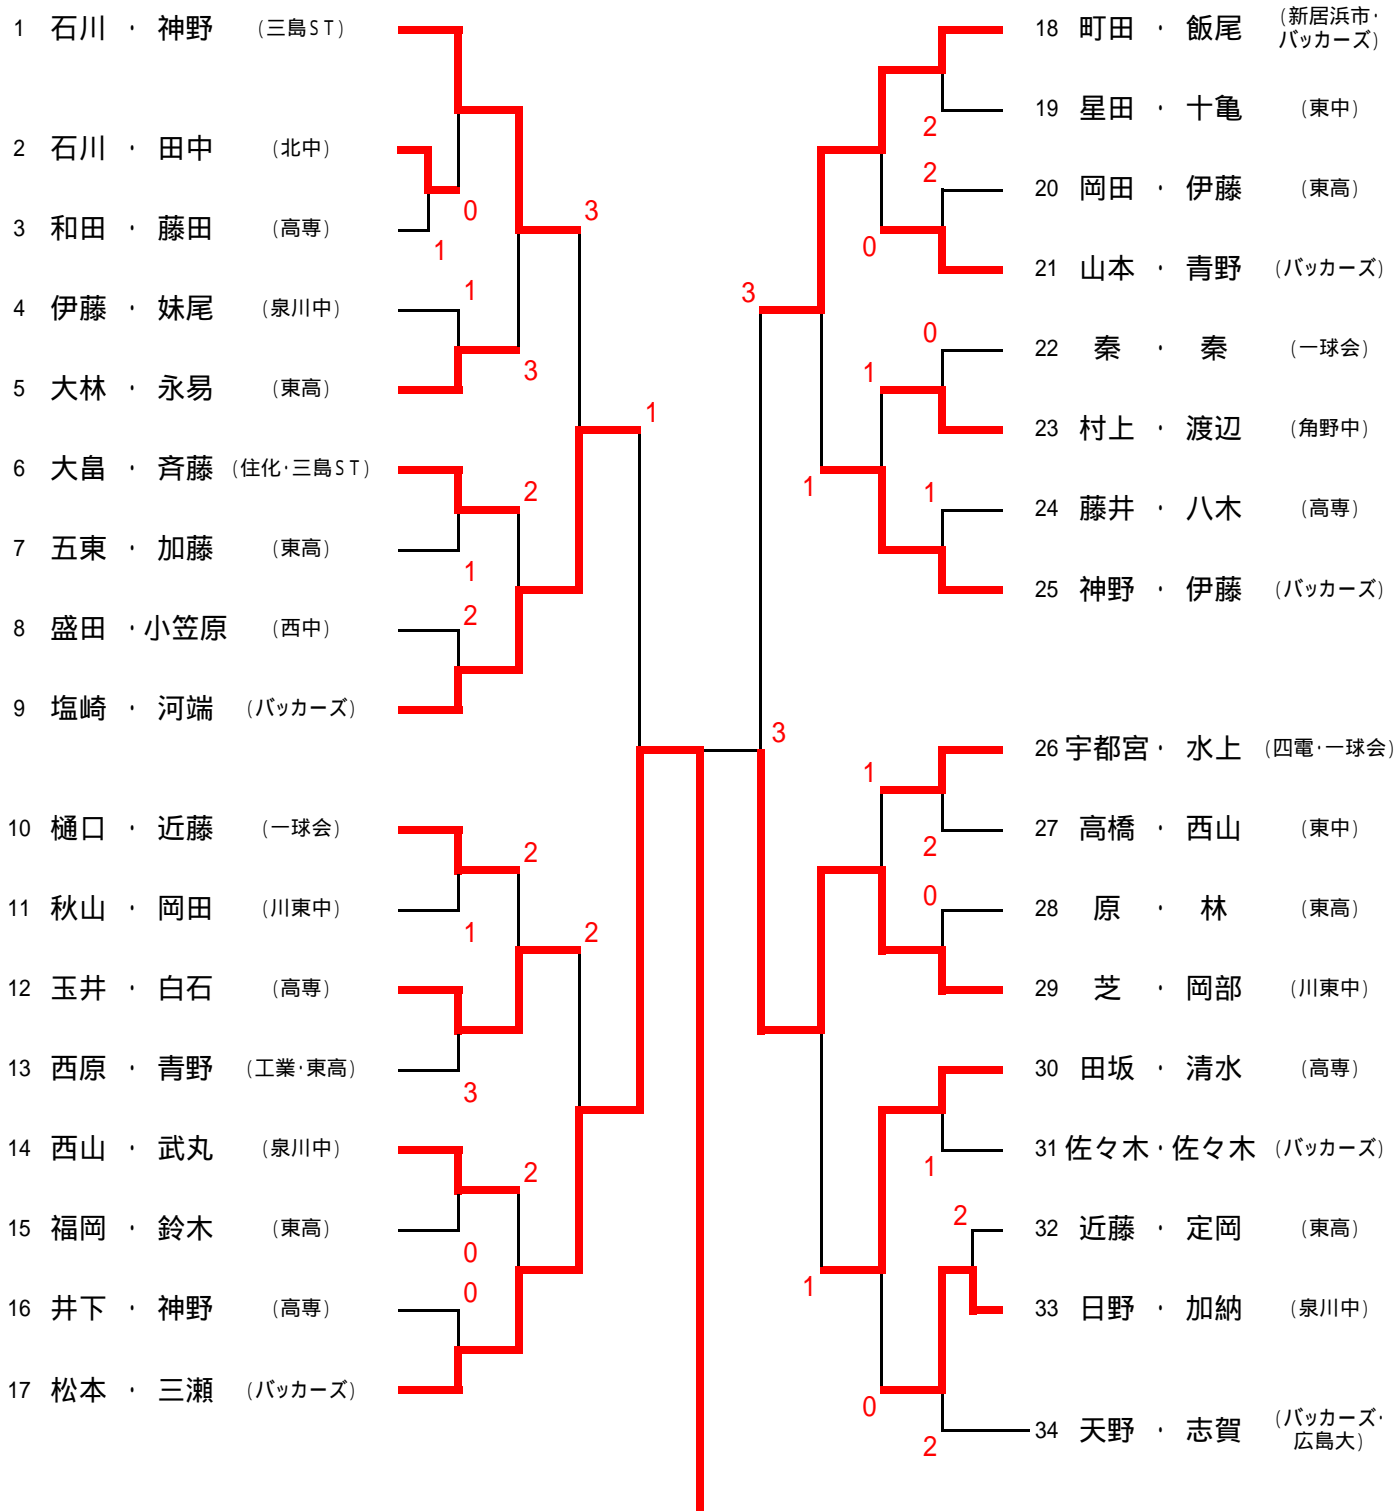 1 石川 ・ 神野 (三島ST)
2 石川 ・ 田中 (北中)
0
3 和田 ・ 藤田 (高専)
1
3
4 伊藤 ・ 妹尾 (泉川中)
1
5 大林 ・ 永易 (東高)
3
1
6 大畠 ・ 斉藤 (住化・三島ST)
2
7 五東 ・ 加藤 (東高)
1
8 盛田 ・ 小笠原 (西中)
2
9 塩崎 ・ 河端 (バッカーズ)
10 樋口 ・ 近藤 (一球会)
2
11 秋山 ・ 岡田 (川東中)
1
2
12 玉井 ・ 白石 (高専)
13 西原 ・ 青野 (工業・東高)
3
14 西山 ・ 武丸 (泉川中)
2
15 福岡 ・ 鈴木 (東高)
0
16 井下 ・ 神野 (高専)
0
17 松本 ・ 三瀬 (バッカーズ)
18 町田 ・ 飯尾 (新居浜市・
バッカーズ)
19 星田 ・ 十亀 (東中)
2
2
20 岡田 ・ 伊藤 (東高)
0
21 山本 ・ 青野 (バッカーズ)
3
0
22 秦 ・ 秦 (一球会)
1
23 村上 ・ 渡辺 (角野中)
1
1
24 藤井 ・ 八木 (高専)
25 神野 ・ 伊藤 (バッカーズ)
3
26 宇都宮 ・ 水上 (四電・一球会)
1
27 高橋 ・ 西山 (東中)
2
0
28 原 ・ 林 (東高)
29 芝 ・ 岡部 (川東中)
30 田坂 ・ 清水 (高専)
31 佐々木 ・ 佐々木 (バッカーズ)
1
2
32 近藤 ・ 定岡 (東高)
1
33 日野 ・ 加納 (泉川中)
0
34 天野 ・ 志賀 (バッカーズ・
広島大)
2